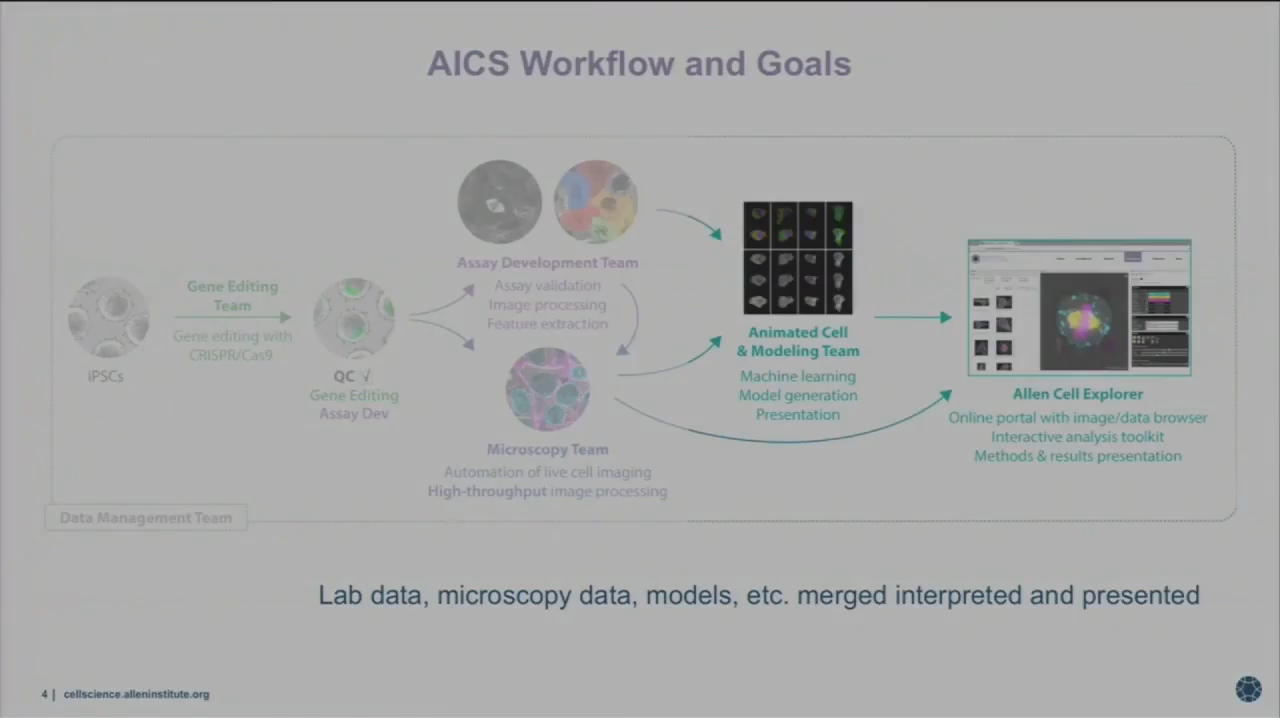 AICS Workflow and Goals
iPSCs
Gene Editing
Team
Gene editing with
CRISPR/Cas9
QC √
Gene Editing
Assay Dev
Assay Development Team
Assay validation
Image processing
Feature extraction
Microscopy Team
Automation of live cell imaging
High-throughput image processing
Animated Cell
& Modeling Team
Machine learning
Model generation
Presentation
Allen Cell Explorer
Online portal with image/data browser
Interactive analysis toolkit
Methods & results presentation
Data Management Team
Lab data, microscopy data, models, etc. merged interpreted and presented
4 | cellscience.alleninstitute.org